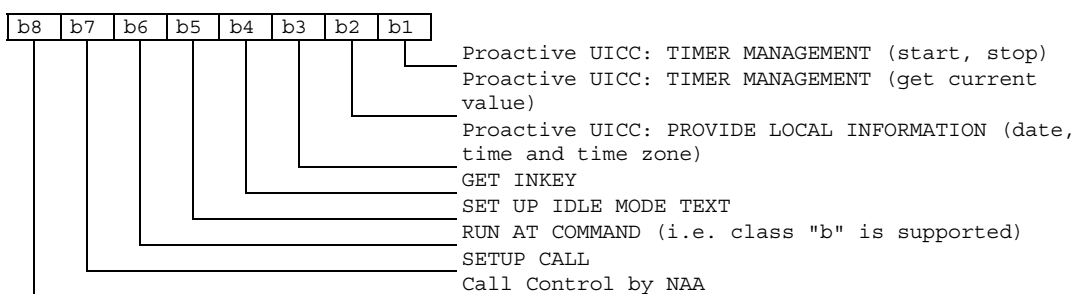 b8 b7 b6 b5 b4 b3 b2 b1
Proactive UICC: TIMER MANAGEMENT (start, stop)
Proactive UICC: TIMER MANAGEMENT (get current
value)
Proactive UICC: PROVIDE LOCAL INFORMATION (date,
time and time zone)
GET INKEY
SET UP IDLE MODE TEXT
RUN AT COMMAND (i.e. class "b" is supported)
SETUP CALL
Call Control by NAA